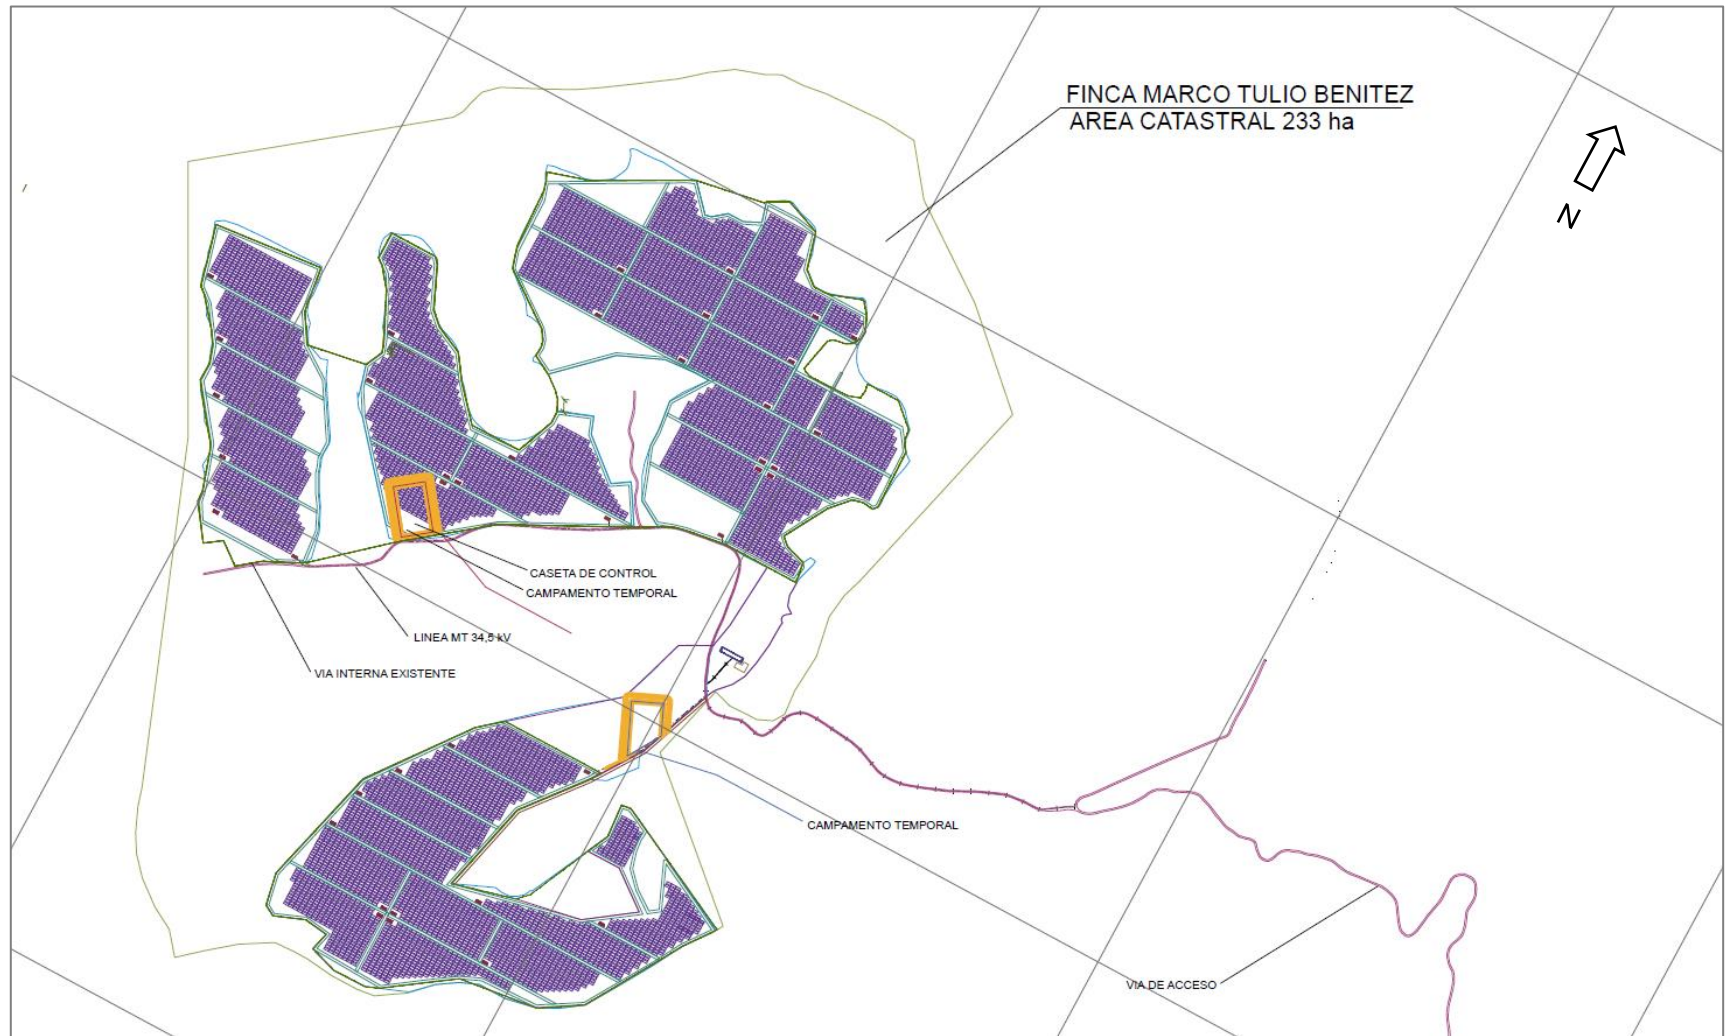 FINCA MARCO TULIO BENITEZ
AREA CATASTRAL 233 ha
N
CASETA DE CONTROL
CAMPAMENTO TEMPORAL
LINEA MT 34,5 kV
VIA INTERNA EXISTENTE
CAMPAMENTO TEMPORAL
VIA DE ACCESO